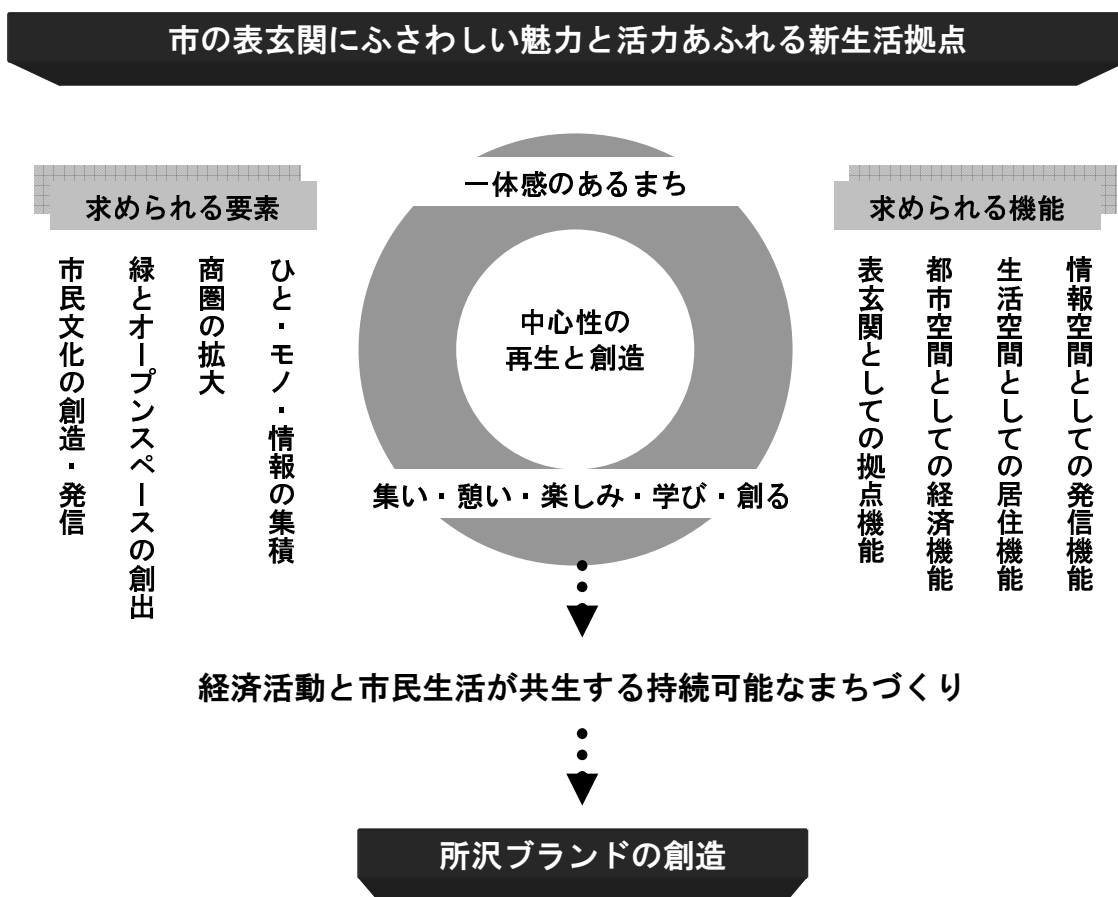 市の表玄関にふさわしい魅力と活力あふれる新生活拠点
求められる要素
ひと・モノ・情報の集積
商圏の拡大
緑とオープンスペースの創出
市民文化の創造・発信
一体感のあるまち
中心性の
再生と創造
集い・憩い・楽しみ・学び・創る
求められる機能
情報空間としての発信機能
生活空間としての居住機能
都市空間としての経済機能
表玄関としての拠点機能
経済活動と市民生活が共生する持続可能なまちづくり
所沢ブランドの創造